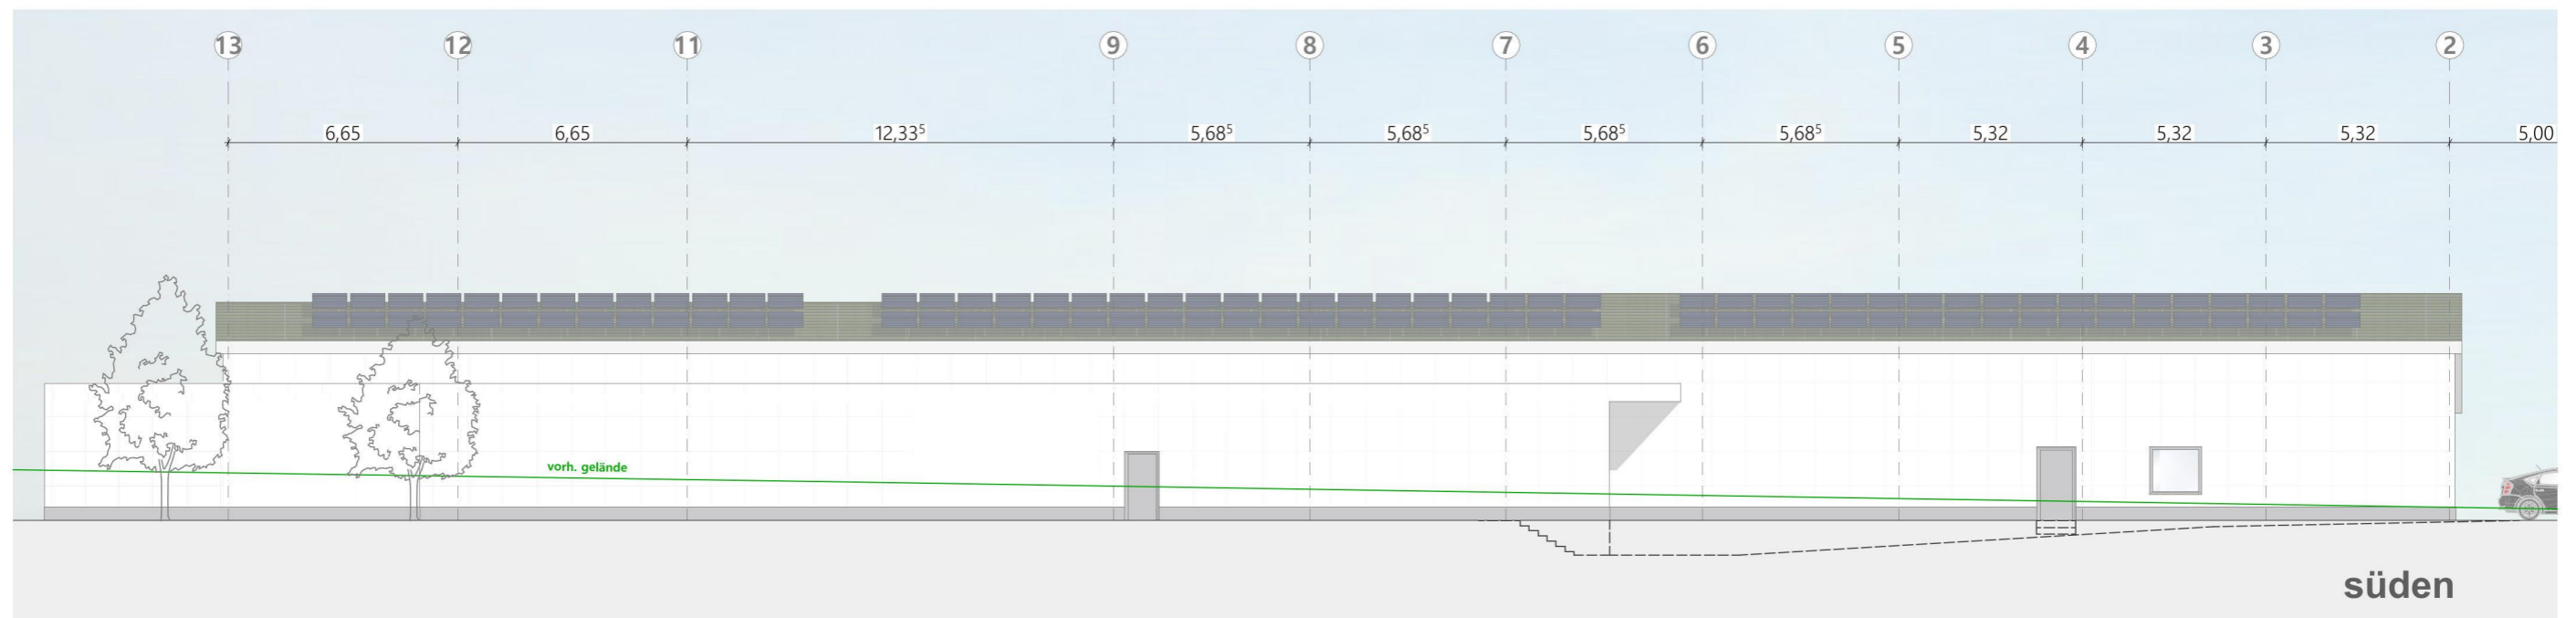 13 12 11 9 8 7 6 5 4 3 2
6,65 6,65 12,33⁵ 5,68⁵ 5,68⁵ 5,68⁵ 5,68⁵ 5,32 5,32 5,32 5,00
vorh. gelände
süden